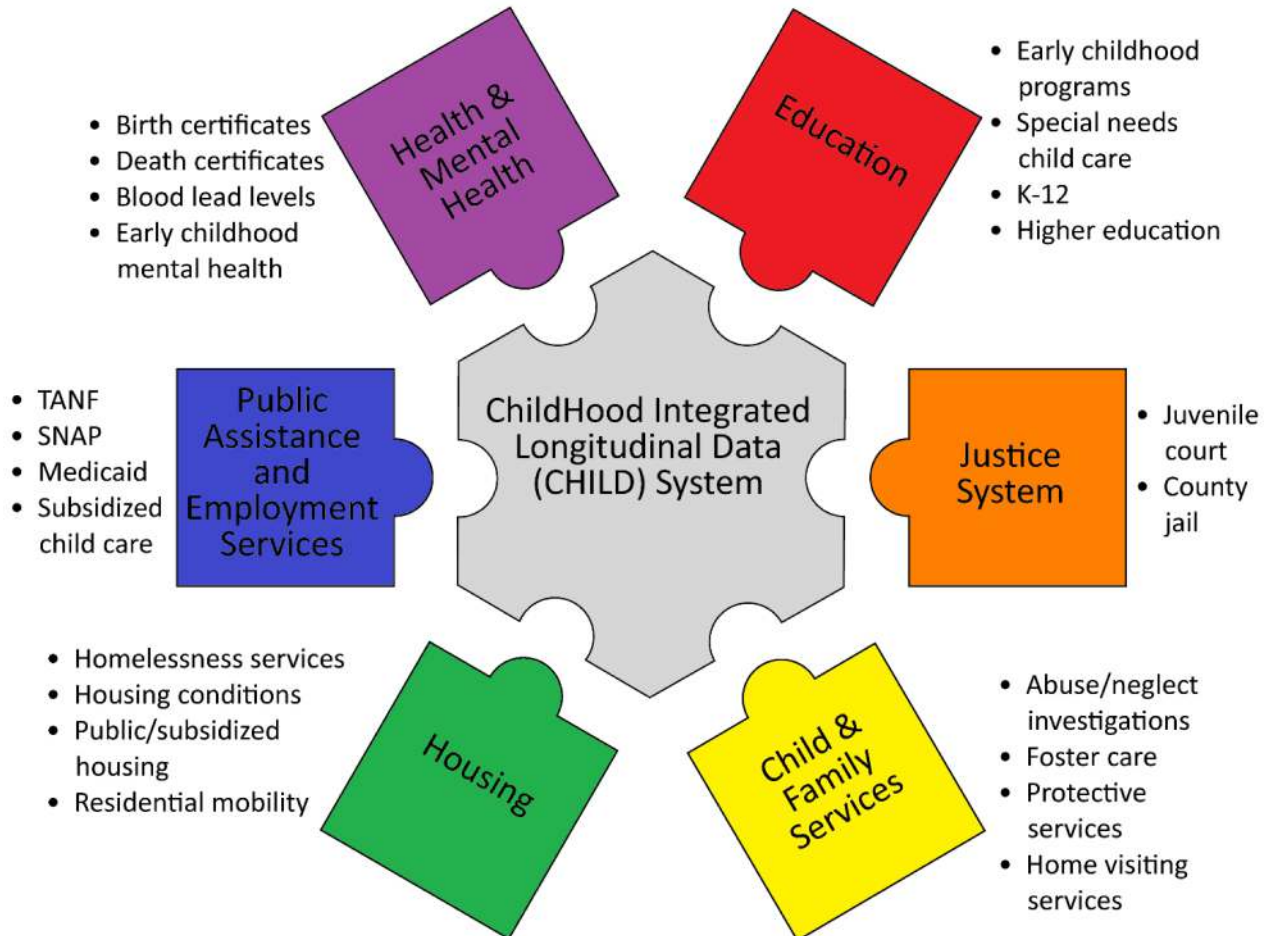 Health &
Mental
Health
• Birth certificates
• Death certificates
• Blood lead levels
• Early childhood
mental health
Education
• Early childhood
programs
• Special needs
child care
• K-12
• Higher education
Public
Assistance
and
Employment
Services
• TANF
• SNAP
• Medicaid
• Subsidized
child care
ChildHood Integrated
Longitudinal Data
(CHILD) System
Justice
System
• Juvenile
court
• County
jail
Housing
• Homelessness services
• Housing conditions
• Public/subsidized
housing
• Residential mobility
Child &
Family
Services
• Abuse/neglect
investigations
• Foster care
• Protective
services
• Home visiting
services